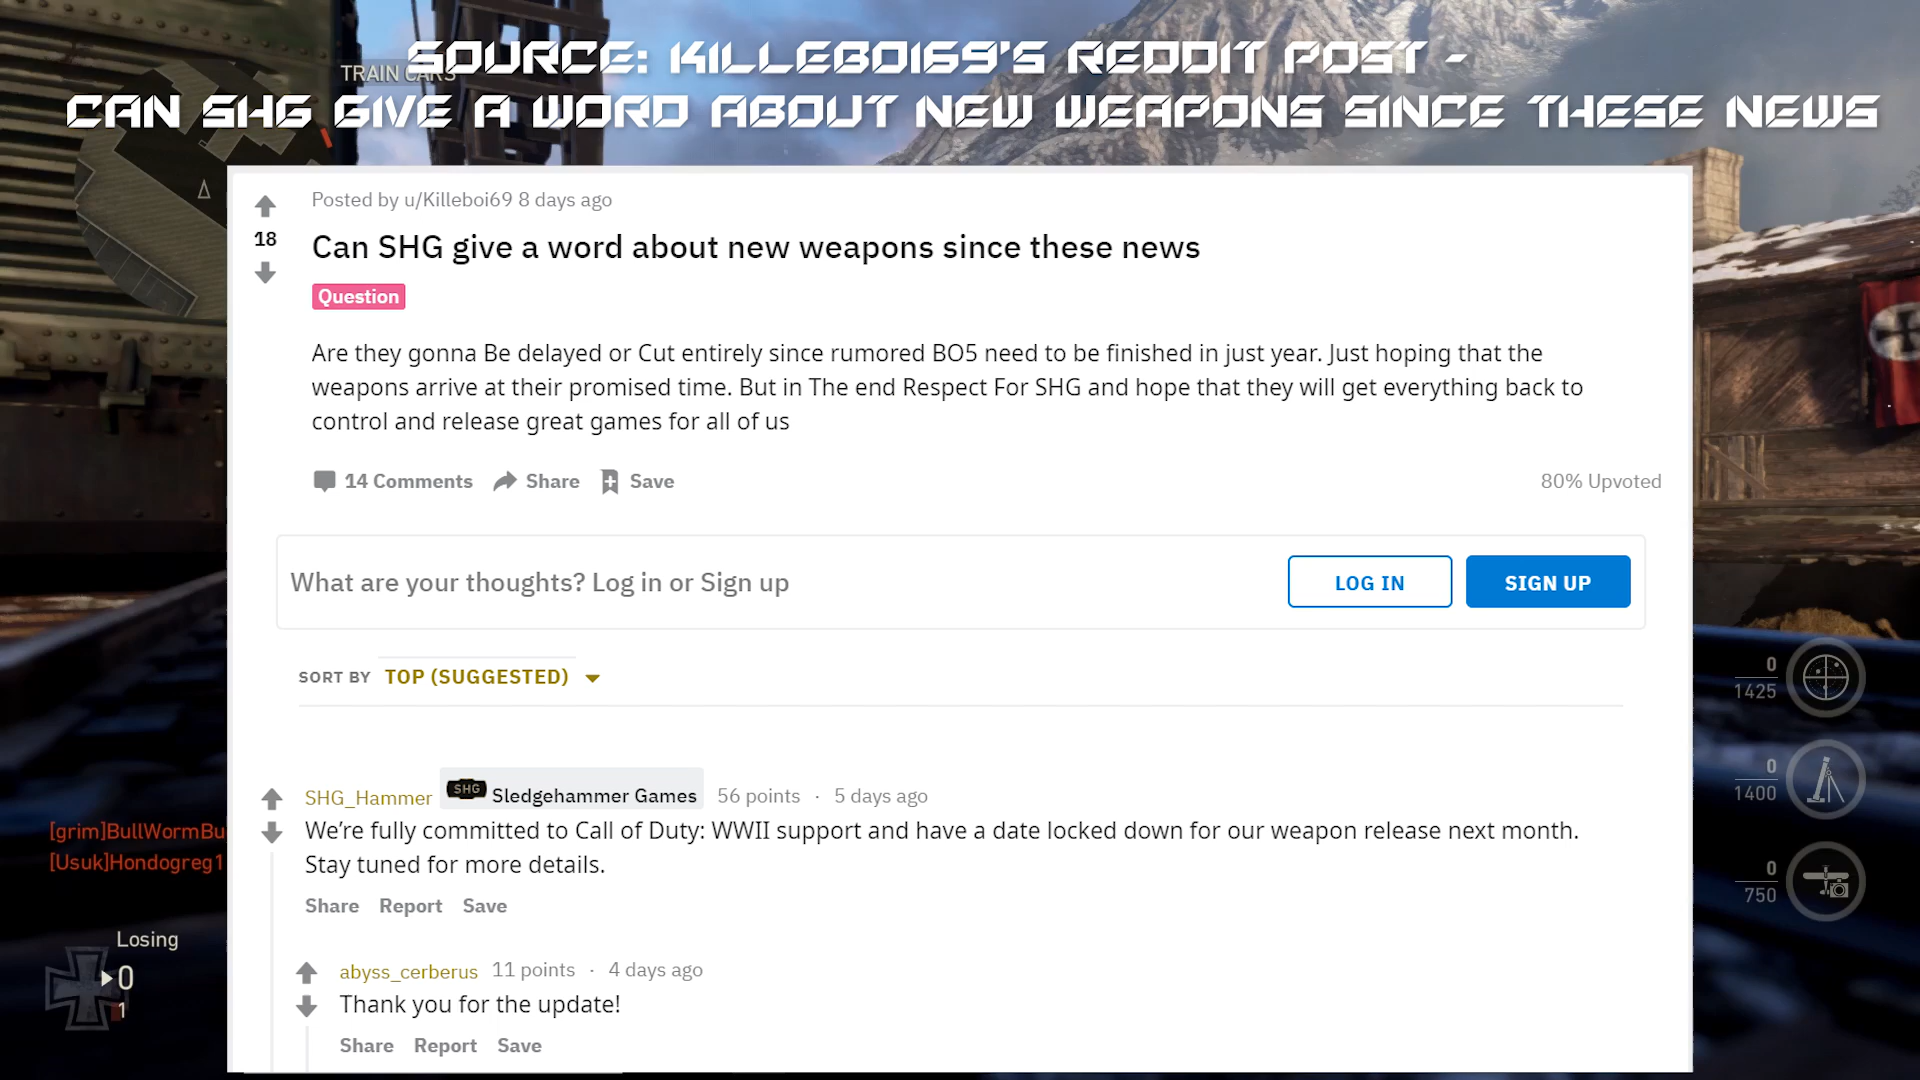 SOURCE: KILLEBOI69'S REDDIT POST -
TRAIN CARS
CAN SHG GIVE A WORD ABOUT NEW WEAPONS SINCE THESE NEWS
Posted by u/Killeboi69 8 days ago
18
Can SHG give a word about new weapons since these news
Question
Are they gonna Be delayed or Cut entirely since rumored BO5 need to be finished in just year. Just hoping that the
weapons arrive at their promised time. But in The end Respect For SHG and hope that they will get everything back to
control and release great games for all of us
14 Comments Share Save 80% Upvoted
What are your thoughts? Log in or Sign up LOG IN SIGN UP
SORT BY TOP (SUGGESTED)
0
1425
SHG_Hammer SHG Sledgehammer Games 56 points · 5 days ago
We’re fully committed to Call of Duty: WWII support and have a date locked down for our weapon release next month.
Stay tuned for more details.
Share Report Save
0
1400
[grim]BullWormBu
[Usuk]Hondogreg1
0
750
Losing
0
1
abyss_cerberus 11 points · 4 days ago
Thank you for the update!
Share Report Save